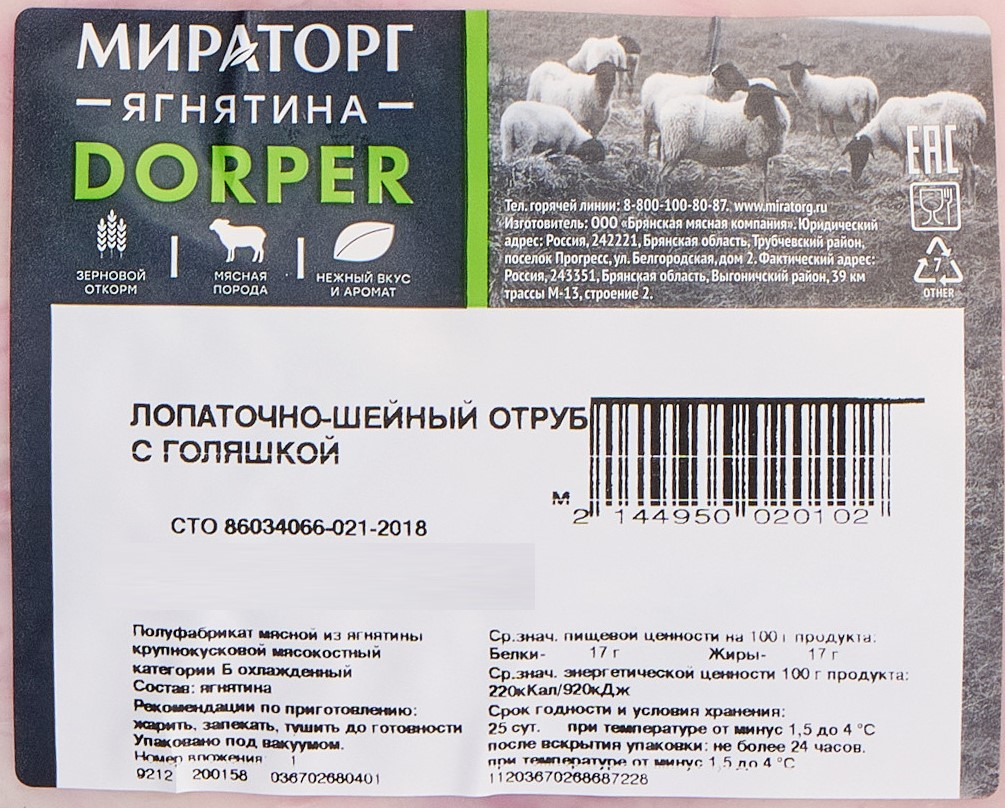 МИРАТОРГ
ЯГНЯТИНА
DORPER
ЗЕРНОВОЙ ОТКОРМ
МЯСНАЯ ПОРОДА
НЕЖНЫЙ ВКУС И АРОМАТ
EAC
7
OTHER
Тел. горячей линии: 8-800-100-80-87. www.miratorg.ru
Изготовитель: ООО «Брянская мясная компания». Юридический
адрес: Россия, 242221, Брянская область, Трубчевский район,
поселок Прогресс, ул. Белгородская, дом 2. Фактический адрес:
Россия, 243351, Брянская область, Выгоничский район, 39 км
трассы М-13, строение 2.
ЛОПАТОЧНО-ШЕЙНЫЙ ОТРУБ
С ГОЛЯШКОЙ
М
2 144950 020102
СТО 86034066-021-2018
Полуфабрикат мясной из ягнятины
крупнокусковой мясокостный
категории Б охлажденный
Состав: ягнятина
Рекомендации по приготовлению:
жарить, запекать, тушить до готовности
Упаковано под вакуумом.
Номер вложения 1
9212 200158 036702680401
Ср.знач. пищевой ценности на 100 г продукта:
Белки- 17 г Жиры- 17 г
Ср.знач. энергетической ценности 100 г продукта:
220кКал/920кДж
Срок годности и условия хранения:
25 сут. при температуре от минус 1,5 до 4 °С
после вскрытия упаковки: не более 24 часов.
при температуре от минус 1,5 до 4 °С
11203670268687228